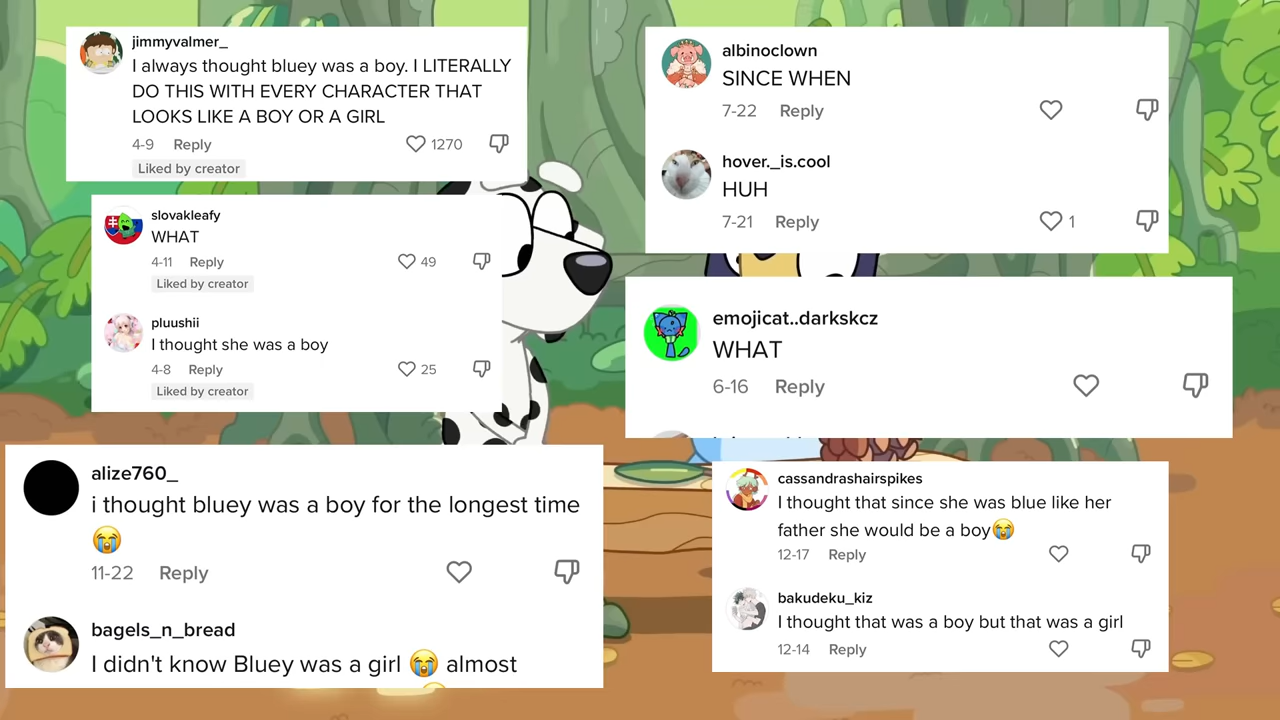 jimmyvalmer_
I always thought bluey was a boy. I LITERALLY
DO THIS WITH EVERY CHARACTER THAT
LOOKS LIKE A BOY OR A GIRL
4-9 Reply 1270
Liked by creator
slovakleafy
WHAT
4-11 Reply 49
Liked by creator
pluushii
I thought she was a boy
4-8 Reply 25
Liked by creator
alize760_
i thought bluey was a boy for the longest time
😭
11-22 Reply
bagels_n_bread
I didn't know Bluey was a girl 😭 almost
albinoclown
SINCE WHEN
7-22 Reply
hover._is.cool
HUH
7-21 Reply 1
emojicat..darkskcz
WHAT
6-16 Reply
cassandrashairspikes
I thought that since she was blue like her
father she would be a boy😭
12-17 Reply
bakudeku_kiz
I thought that was a boy but that was a girl
12-14 Reply